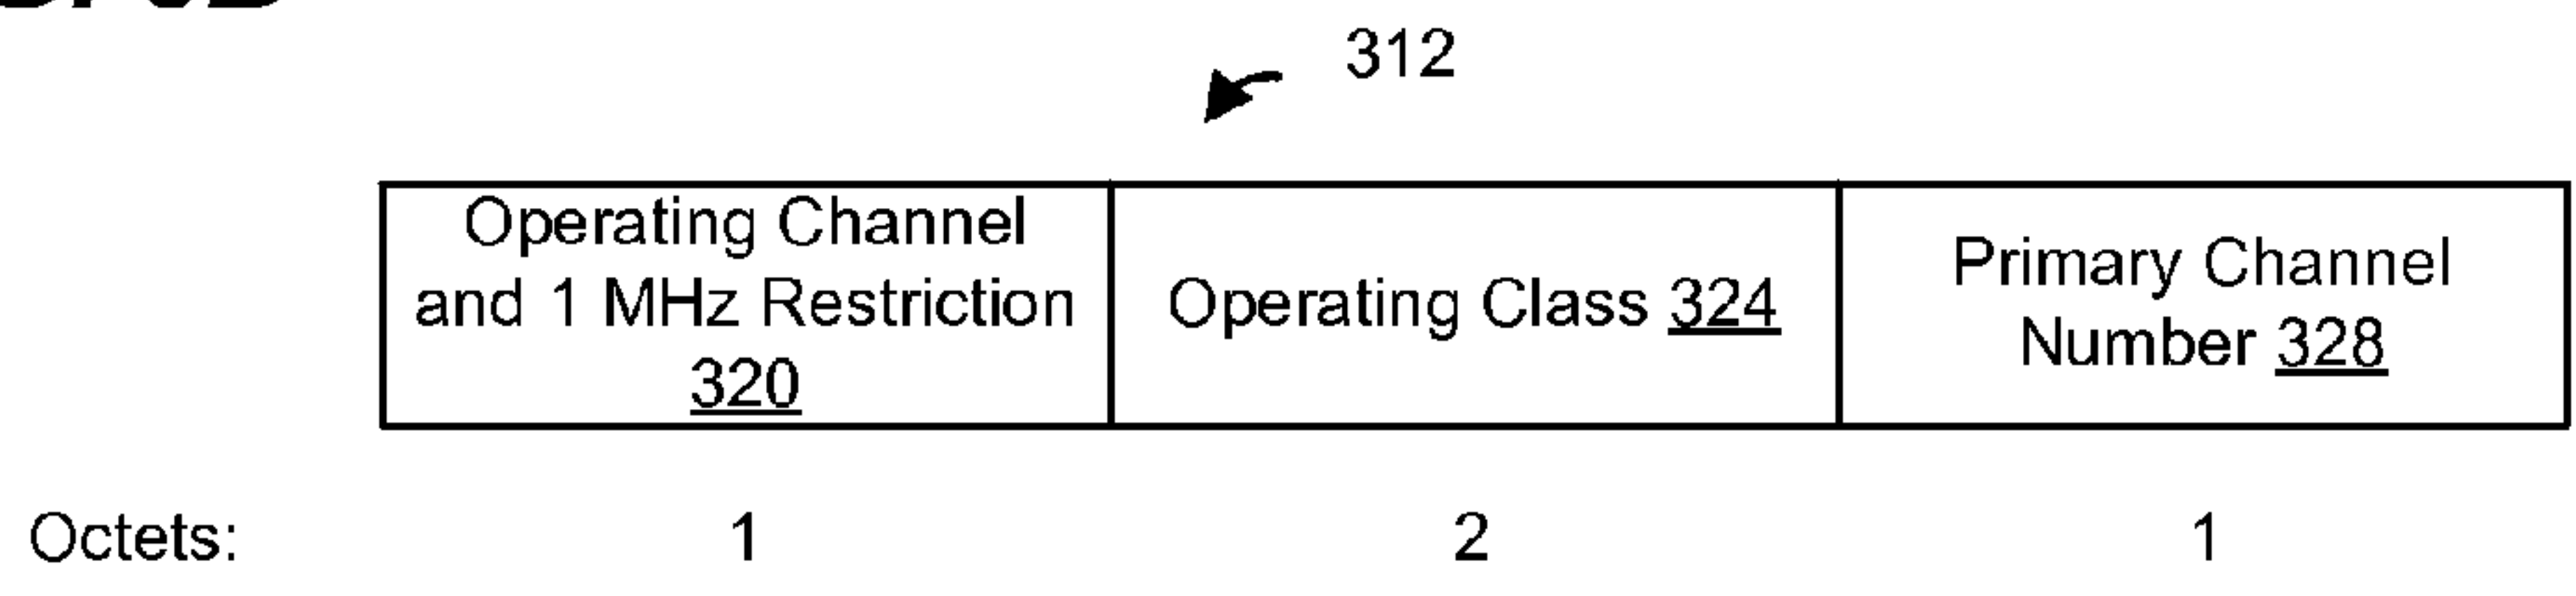 312
Operating Channel
and 1 MHz Restriction
320
Operating Class 324
Primary Channel
Number 328
Octets: 1 2 1